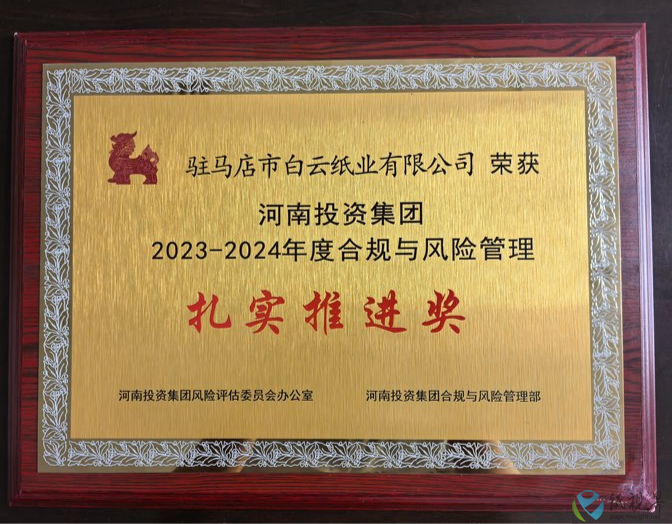 驻马店市白云纸业有限公司 荣获
河南投资集团
2023-2024年度合规与风险管理
扎实推进奖
河南投资集团风险评估委员会办公室 河南投资集团合规与风险管理部